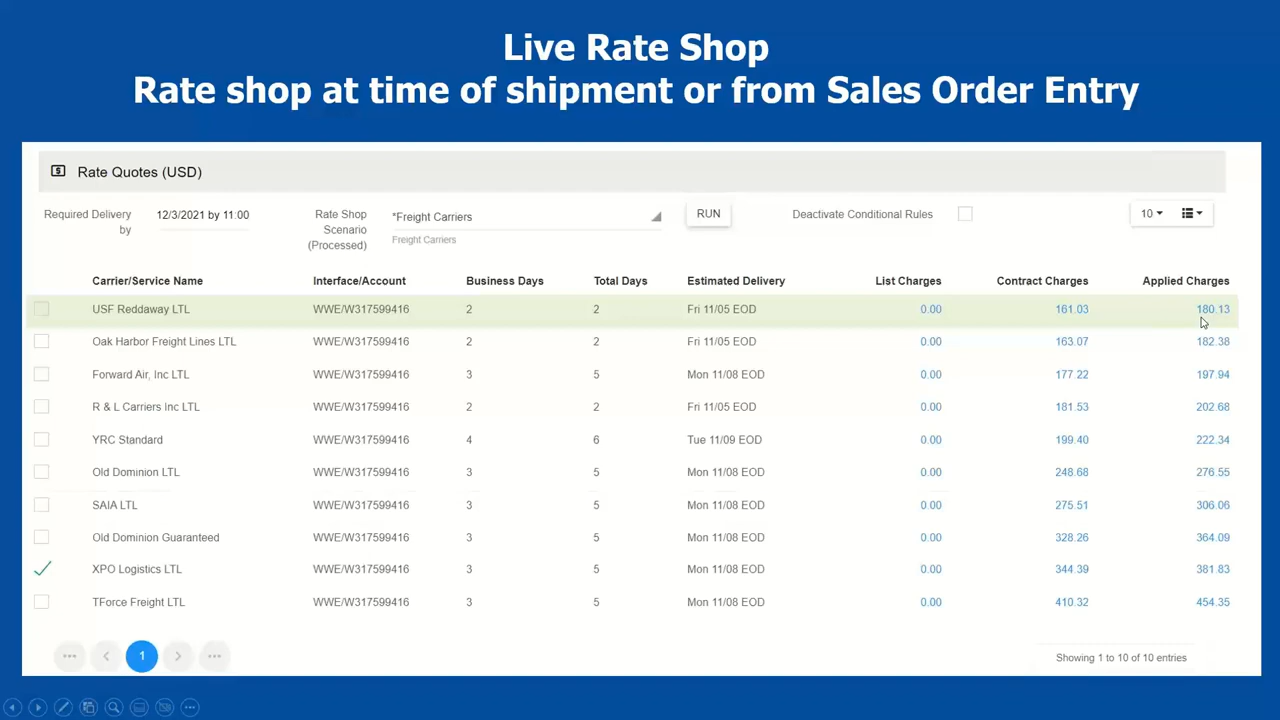 Live Rate Shop
Rate shop at time of shipment or from Sales Order Entry
Rate Quotes (USD)
Required Delivery by 12/3/2021 by 11:00 Rate Shop Scenario (Processed) *Freight Carriers RUN Deactivate Conditional Rules 10
Freight Carriers
Carrier/Service Name Interface/Account Business Days Total Days Estimated Delivery List Charges Contract Charges Applied Charges
USF Reddaway LTL WWE/W317599416 2 2 Fri 11/05 EOD 0.00 161.03 180.13
Oak Harbor Freight Lines LTL WWE/W317599416 2 2 Fri 11/05 EOD 0.00 163.07 182.38
Forward Air, Inc LTL WWE/W317599416 3 5 Mon 11/08 EOD 0.00 177.22 197.94
R & L Carriers Inc LTL WWE/W317599416 2 2 Fri 11/05 EOD 0.00 181.53 202.68
YRC Standard WWE/W317599416 4 6 Tue 11/09 EOD 0.00 199.40 222.34
Old Dominion LTL WWE/W317599416 3 5 Mon 11/08 EOD 0.00 248.68 276.55
SAIA LTL WWE/W317599416 3 5 Mon 11/08 EOD 0.00 275.51 306.06
Old Dominion Guaranteed WWE/W317599416 3 5 Mon 11/08 EOD 0.00 328.26 364.09
XPO Logistics LTL WWE/W317599416 3 5 Mon 11/08 EOD 0.00 344.39 381.83
TForce Freight LTL WWE/W317599416 3 5 Mon 11/08 EOD 0.00 410.32 454.35
1
Showing 1 to 10 of 10 entries